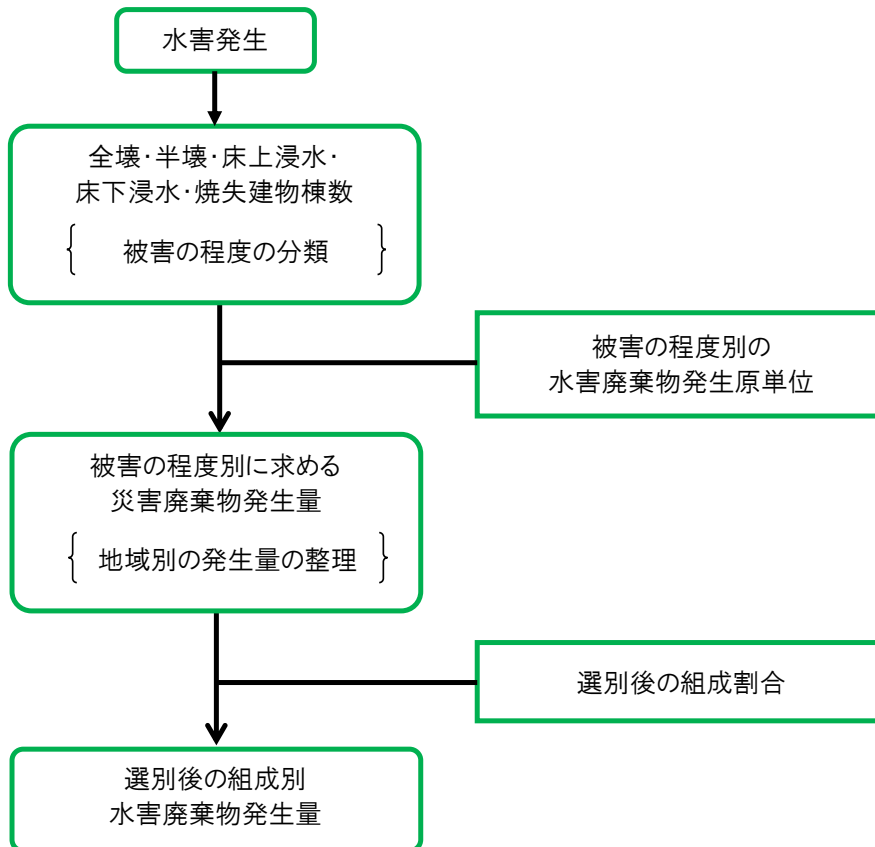 水害発生
全壊・半壊・床上浸水・
床下浸水・焼失建物棟数
{ 被害の程度の分類 }
被害の程度別の
水害廃棄物発生原単位
被害の程度別に求める
災害廃棄物発生量
{ 地域別の発生量の整理 }
選別後の組成割合
選別後の組成別
水害廃棄物発生量